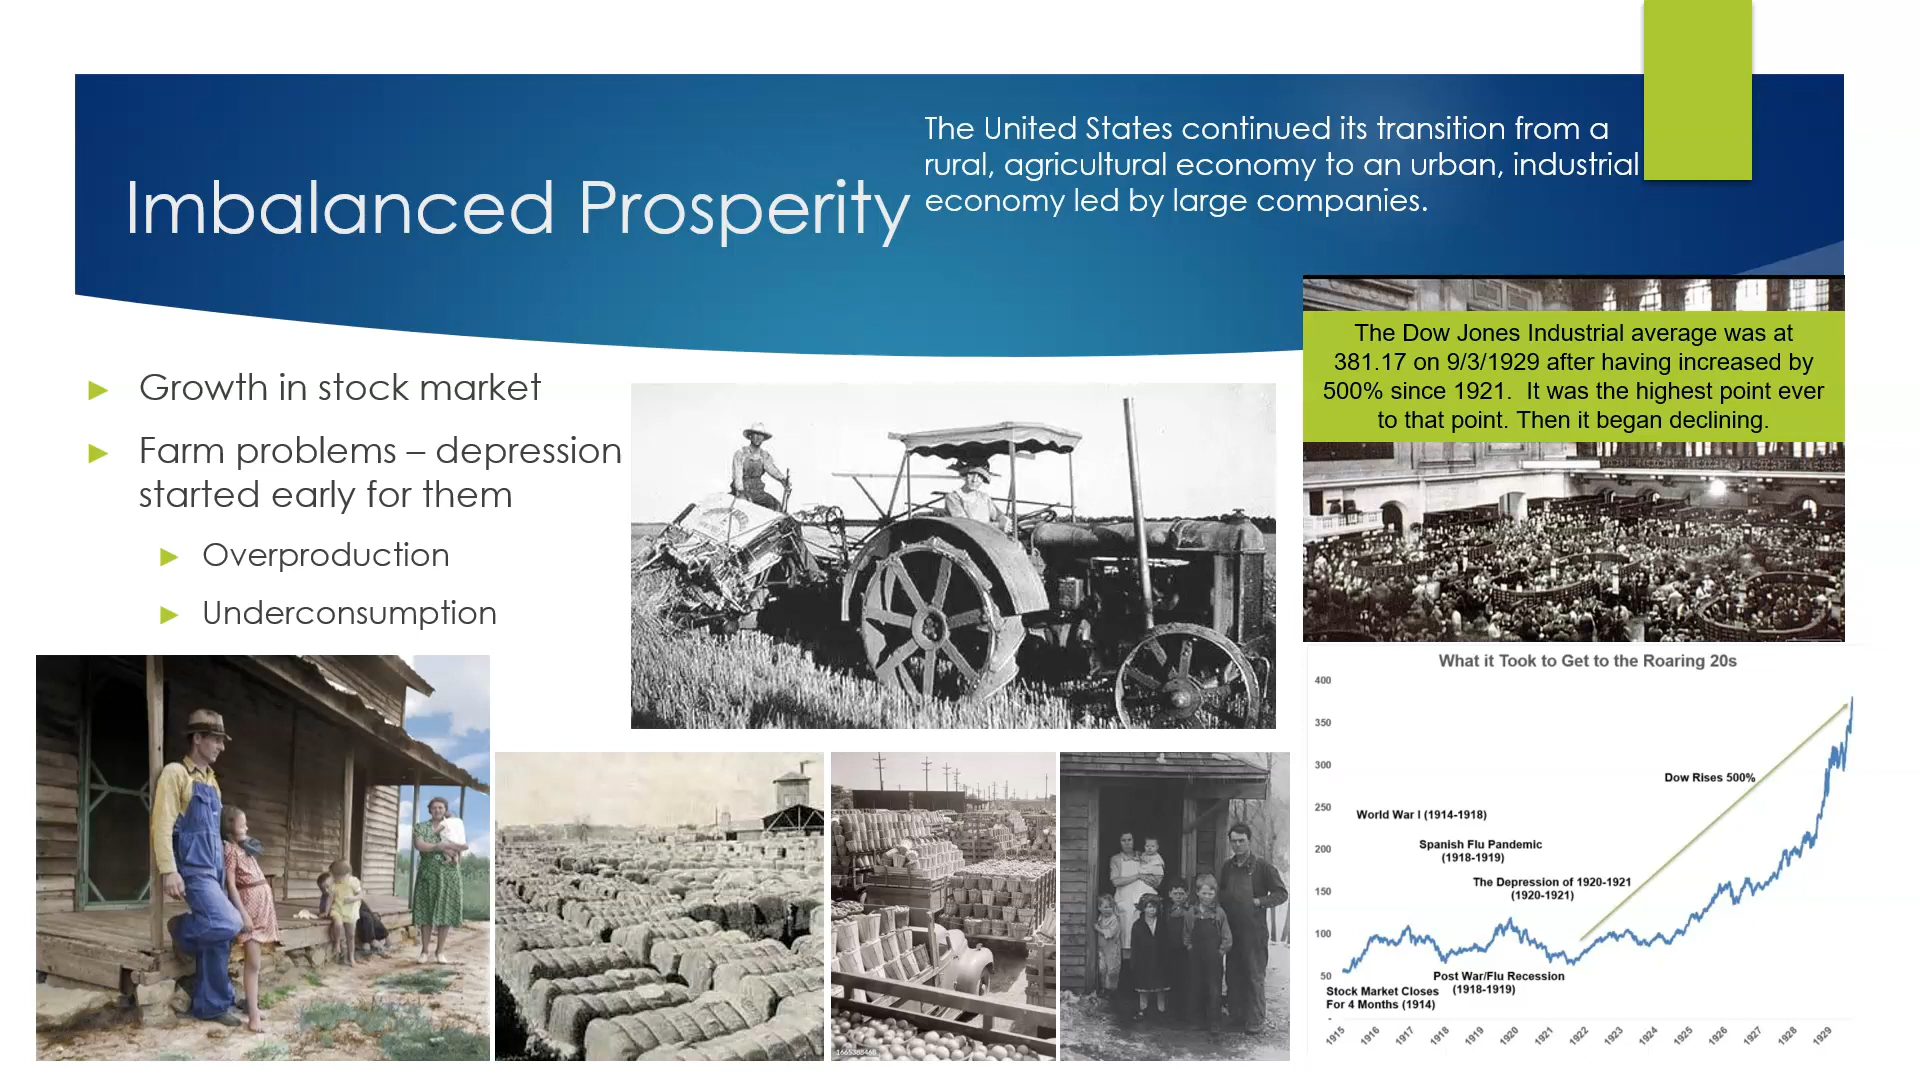 Imbalanced Prosperity
The United States continued its transition from a
rural, agricultural economy to an urban, industrial
economy led by large companies.
Growth in stock market
Farm problems – depression
started early for them
Overproduction
Underconsumption
The Dow Jones Industrial average was at
381.17 on 9/3/1929 after having increased by
500% since 1921.  It was the highest point ever
to that point. Then it began declining.
What it Took to Get to the Roaring 20s
400
350
300
250
200
150
100
50
-
Dow Rises 500%
World War I (1914-1918)
Spanish Flu Pandemic
(1918-1919)
The Depression of 1920-1921
(1920-1921)
Post War/Flu Recession
(1918-1919)
Stock Market Closes
For 4 Months (1914)
1915
1916
1917
1918
1919
1920
1921
1922
1923
1924
1925
1926
1927
1928
1929